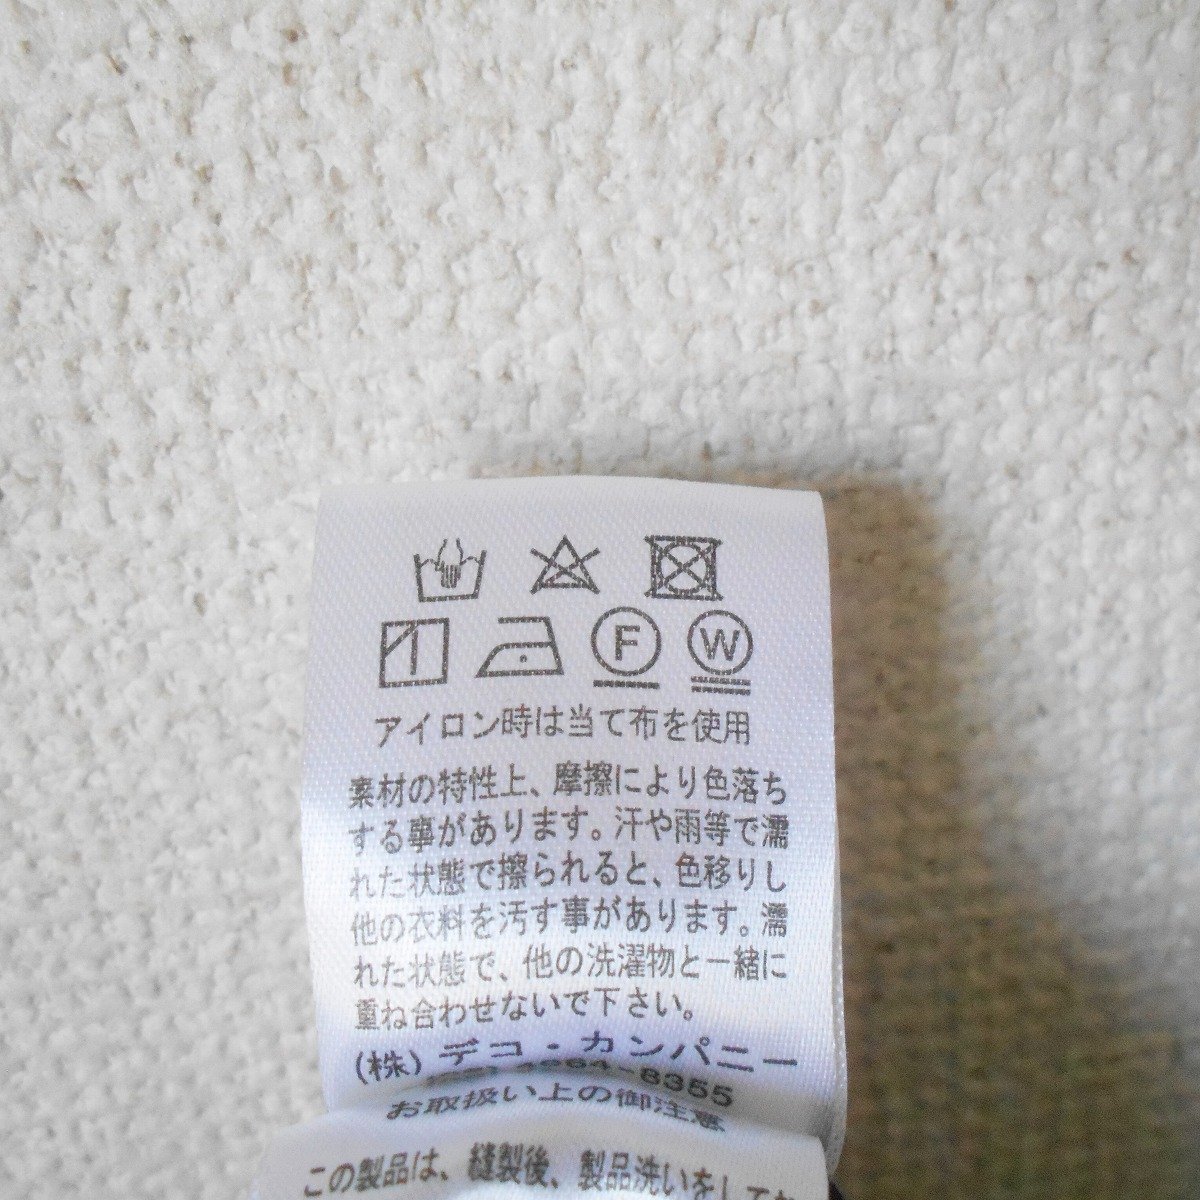 F W
アイロン時は当て布を使用
素材の特性上、摩擦により色落ち
する事があります。汗や雨等で濡
れた状態で擦られると、色移りし
他の衣料を汚す事があります。濡
れた状態で、他の洗濯物と一緒に
重ね合わせないで下さい。
(株)デコ・カンパニー
-8355
お取扱い上の御注意
この製品は、縫製後、製品洗いをして